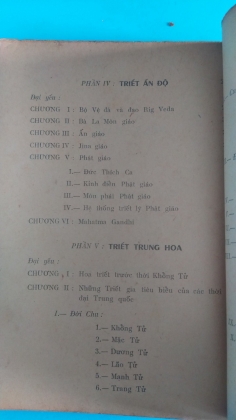 PHẦN IV : TRIẾT ẤN ĐỘ
Đại yếu :
CHƯƠNG I : Bộ Vệ đà và đạo Rig Veda
CHƯƠNG II : Bà La Môn giáo
CHƯƠNG III : Ấn giáo
CHƯƠNG IV : Jina giáo
CHƯƠNG V : Phật giáo
I.— Đức Thích Ca
II.— Kinh điển Phật giáo
III.— Môn phái Phật giáo
IV.— Hệ thống triết lý Phật giáo
CHƯƠNG VI : Mahatma Gandhi
PHẦN V : TRIẾT TRUNG HOA
Đại yếu :
CHƯƠNG I : Hoa triết trước thời Khổng Tử
CHƯƠNG II : Những Triết gia tiêu biểu của các thời
đại Trung quốc
I.— Đời Chu :
1.— Khổng Tử
2.— Mặc Tử
3.— Dương Tử
4.— Lão Tử
5.— Mạnh Tử
6.— Trang Tử